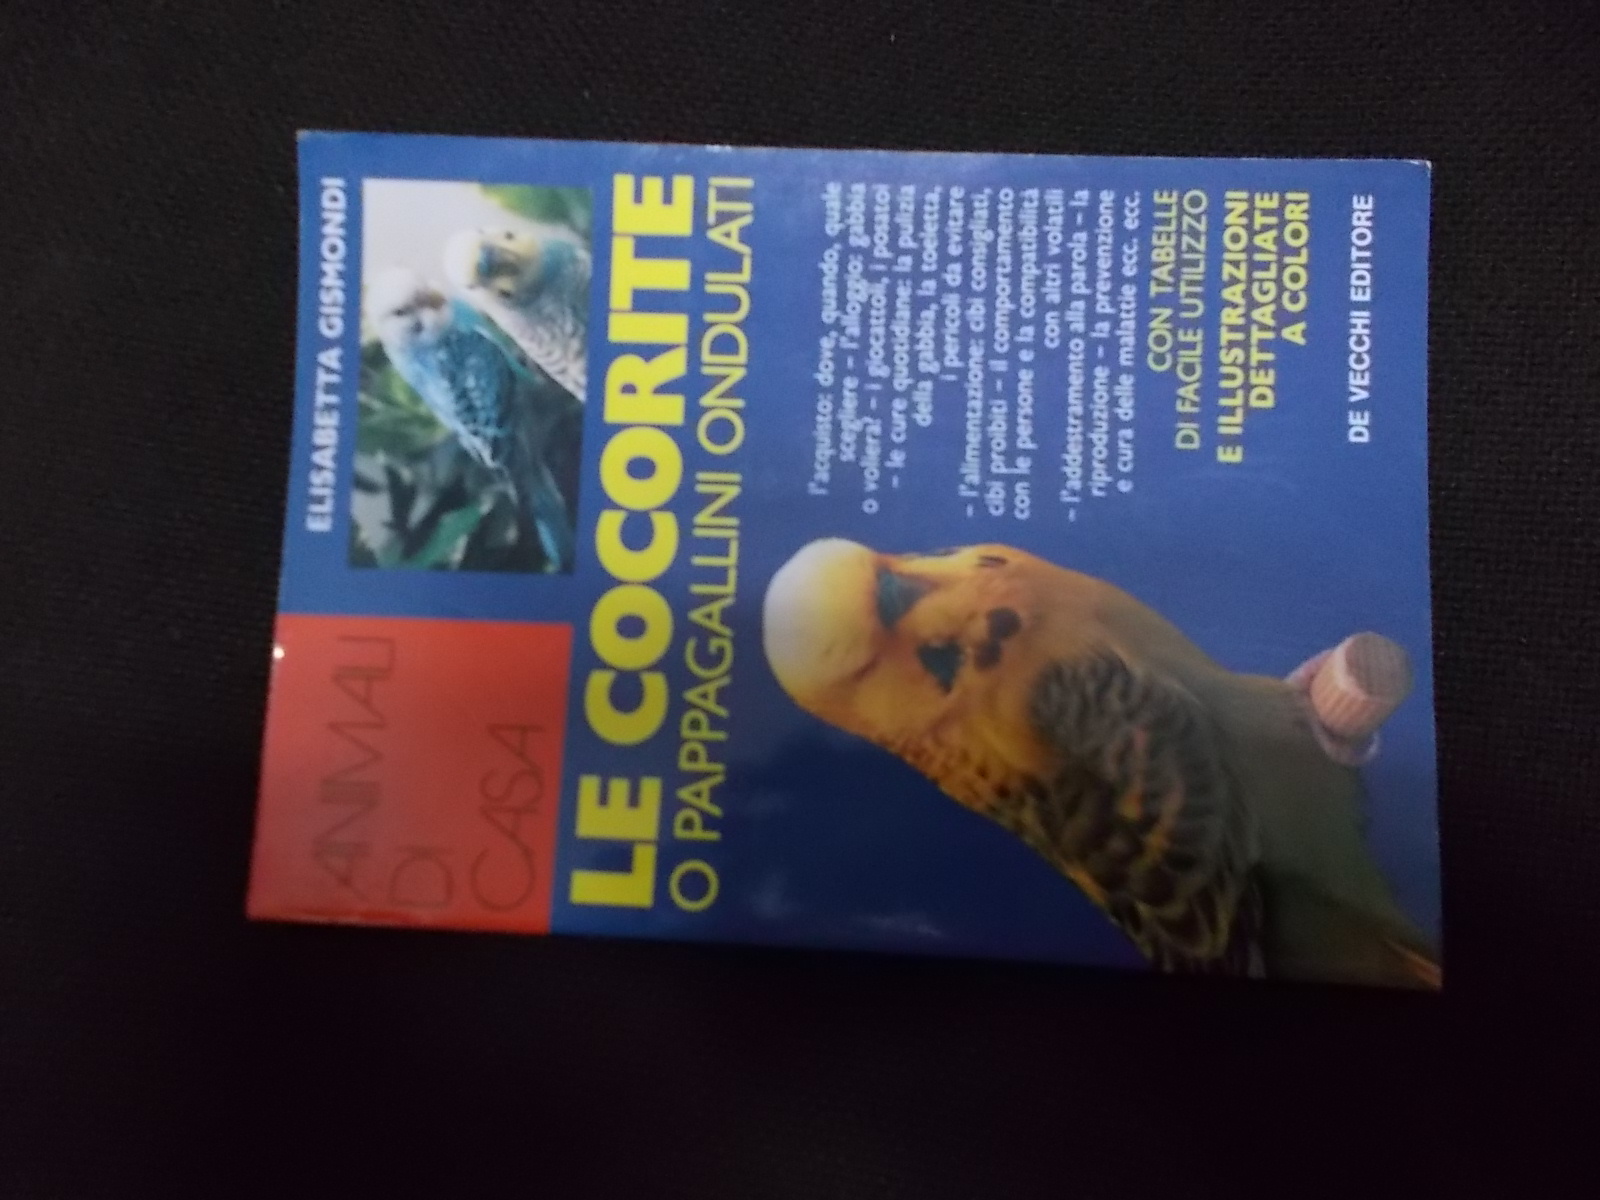 ELISABETTA GISMONDI
ANIMALI
DI
CASA
LE COCORITE
O PAPPAGALLINI ONDULATI
l'acquisto: dove, quando, quale
scegliere – l'alloggio: gabbia
o voliera? – i giocattoli, i posatoi
– le cure quotidiane: la pulizia
della gabbia, la toeletta,
i pericoli da evitare
– l'alimentazione: cibi consigliati,
cibi proibiti – il comportamento
con le persone e la compatibilità
con altri volatili
– l'addestramento alla parola – la
riproduzione – la prevenzione
e cura delle malattie ecc. ecc.
CON TABELLE
DI FACILE UTILIZZO
E ILLUSTRAZIONI
DETTAGLIATE
A COLORI
DE VECCHI EDITORE